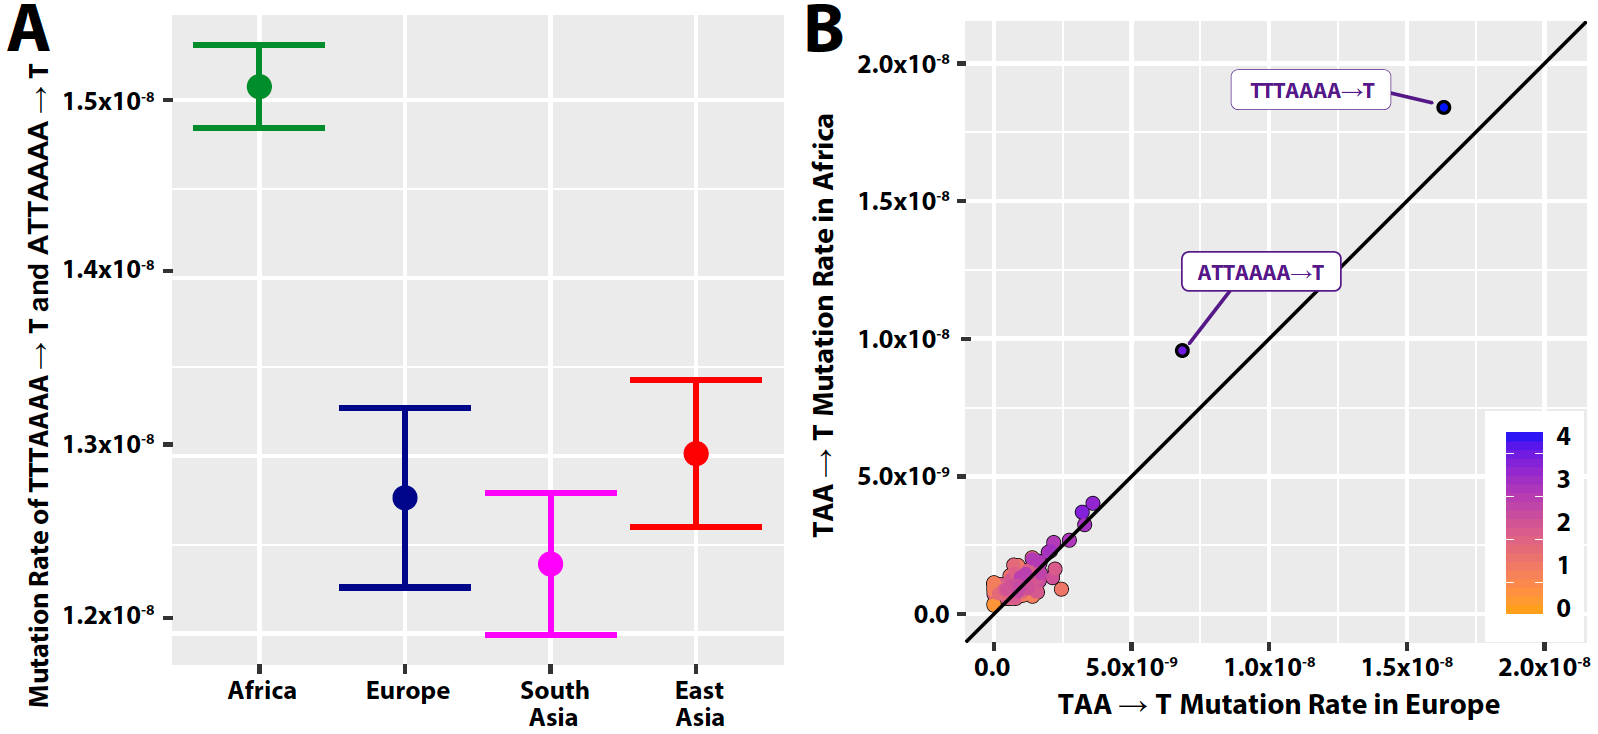 A
Mutation Rate of TTTAAAA → T and ATTAAAA → T
1.5x10⁻⁸
1.4x10⁻⁸
1.3x10⁻⁸
1.2x10⁻⁸
Africa
Europe
South
Asia
East
Asia
B
TAA → T Mutation Rate in Africa
2.0x10⁻⁸
1.5x10⁻⁸
1.0x10⁻⁸
5.0x10⁻⁹
0.0
TTTAAAA→T
ATTAAAA→T
4
3
2
1
0
0.0
5.0x10⁻⁹
1.0x10⁻⁸
1.5x10⁻⁸
2.0x10⁻⁸
TAA → T Mutation Rate in Europe